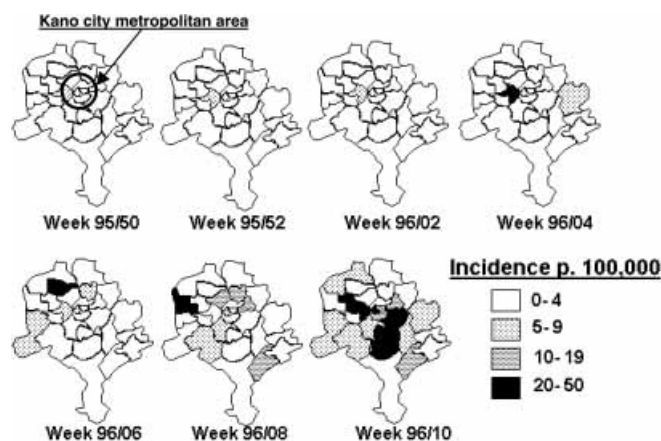 Kano city metropolitan area
Week 95/50
Week 95/52
Week 96/02
Week 96/04
Incidence p. 100,000
0-4
5-9
10-19
20-50
Week 96/06
Week 96/08
Week 96/10